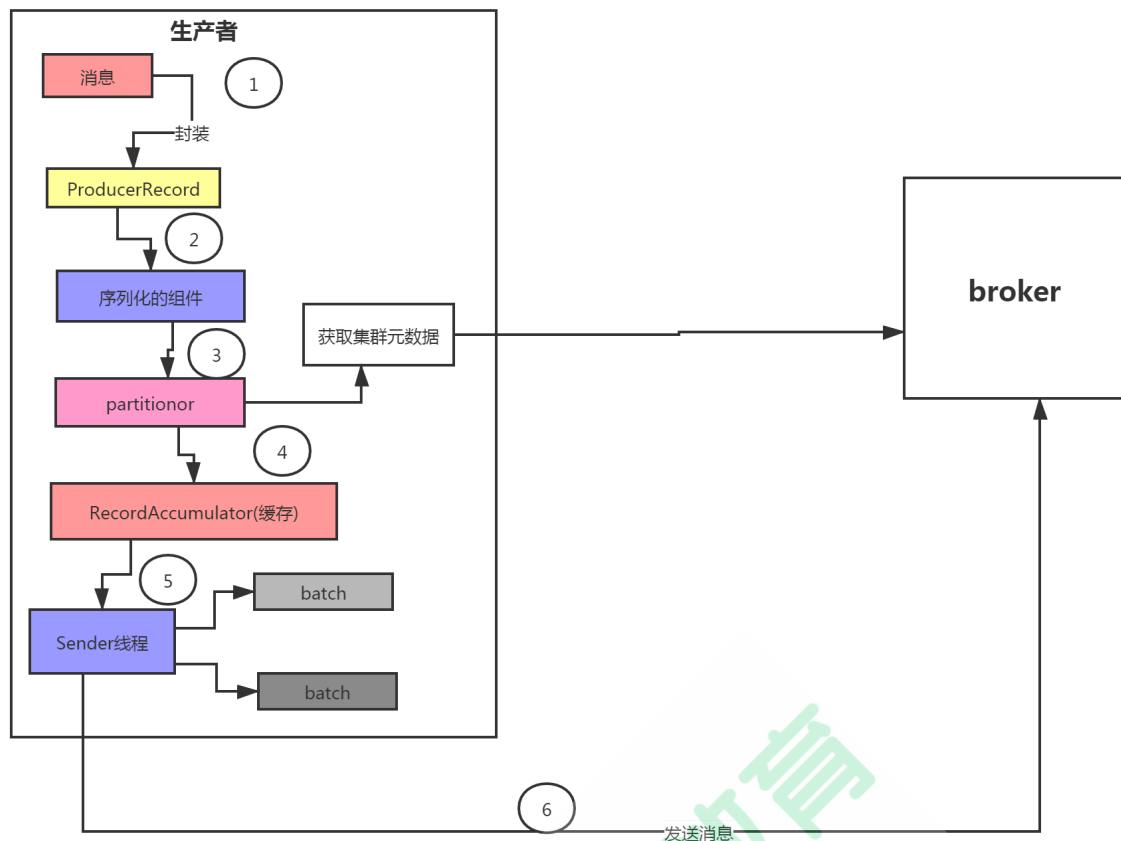 生产者
消息
1
封装
ProducerRecord
2
序列化的组件
3
获取集群元数据
broker
partitionor
4
RecordAccumulator(缓存)
5
batch
Sender线程
batch
6
发送消息
育